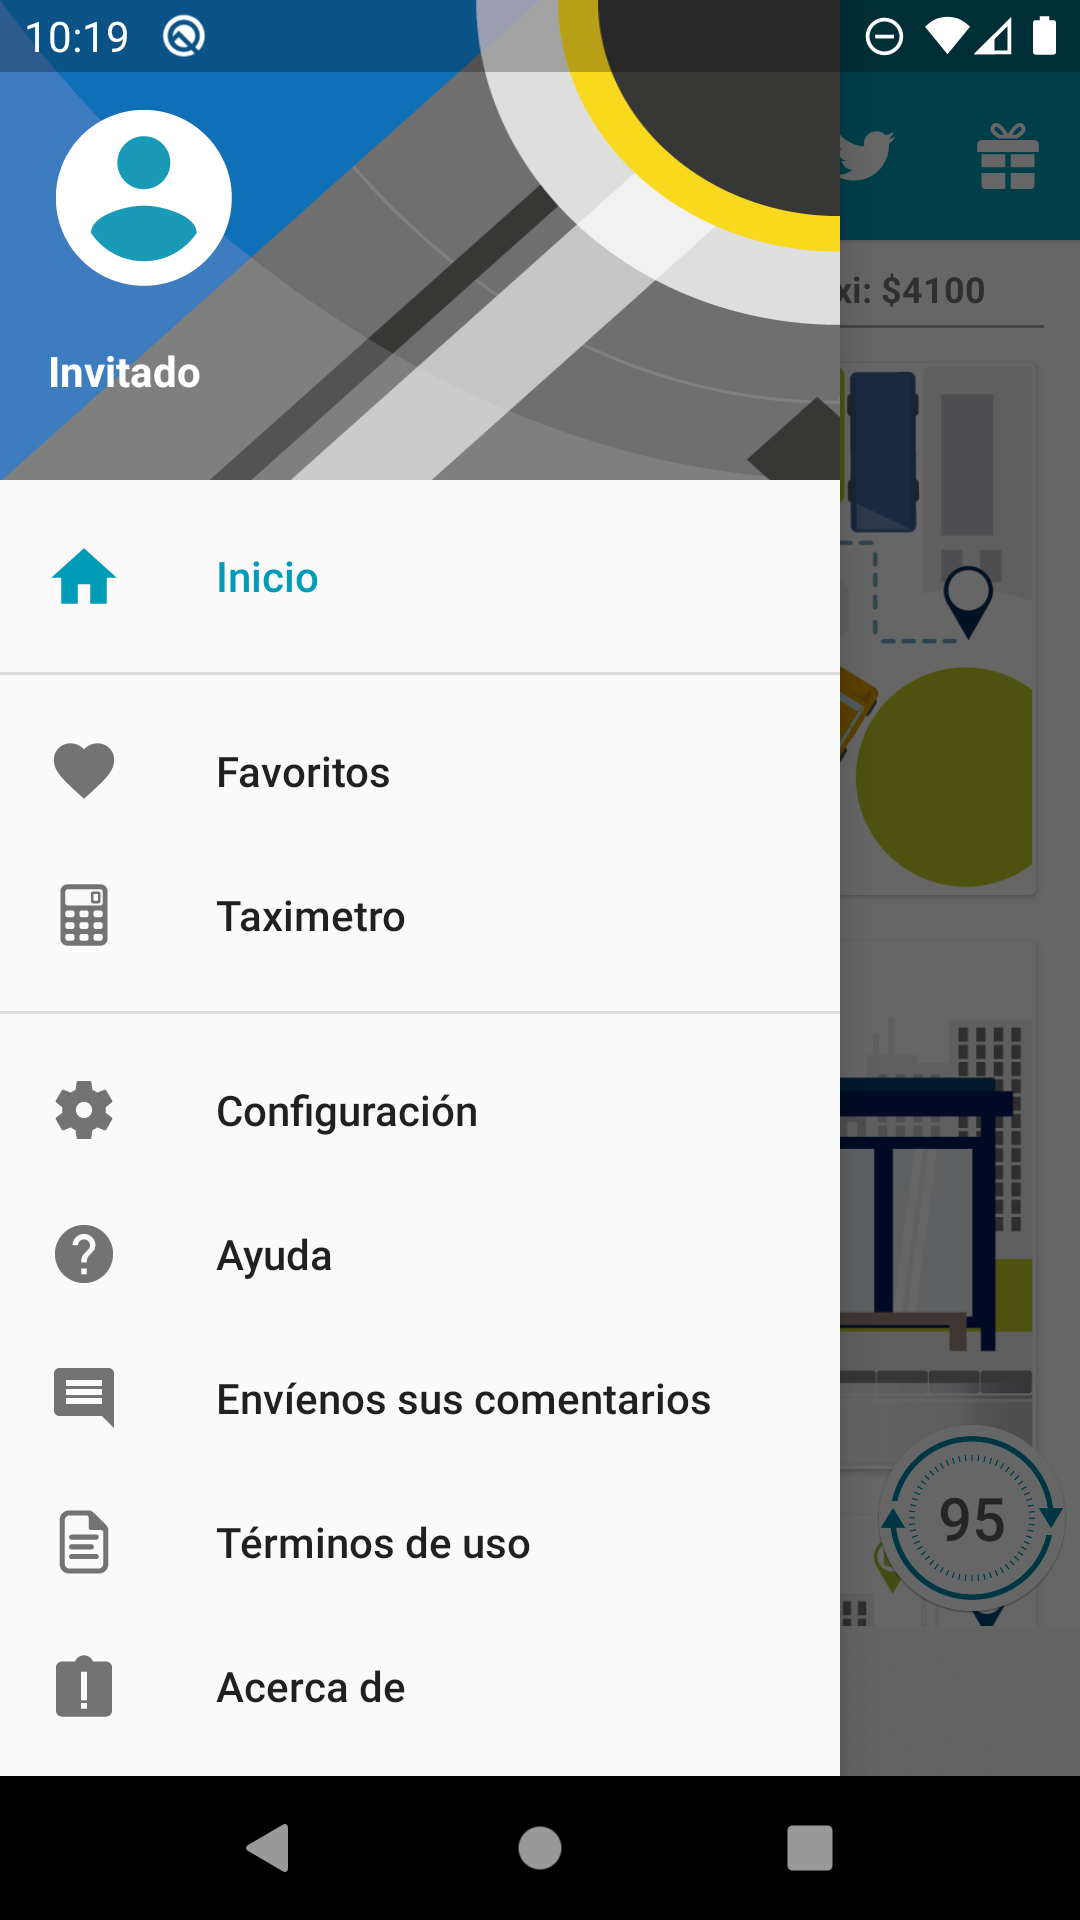 10:19
xi: $4100
Invitado
Inicio
Favoritos
Taximetro
Configuración
Ayuda
Envíenos sus comentarios
95
Términos de uso
Acerca de